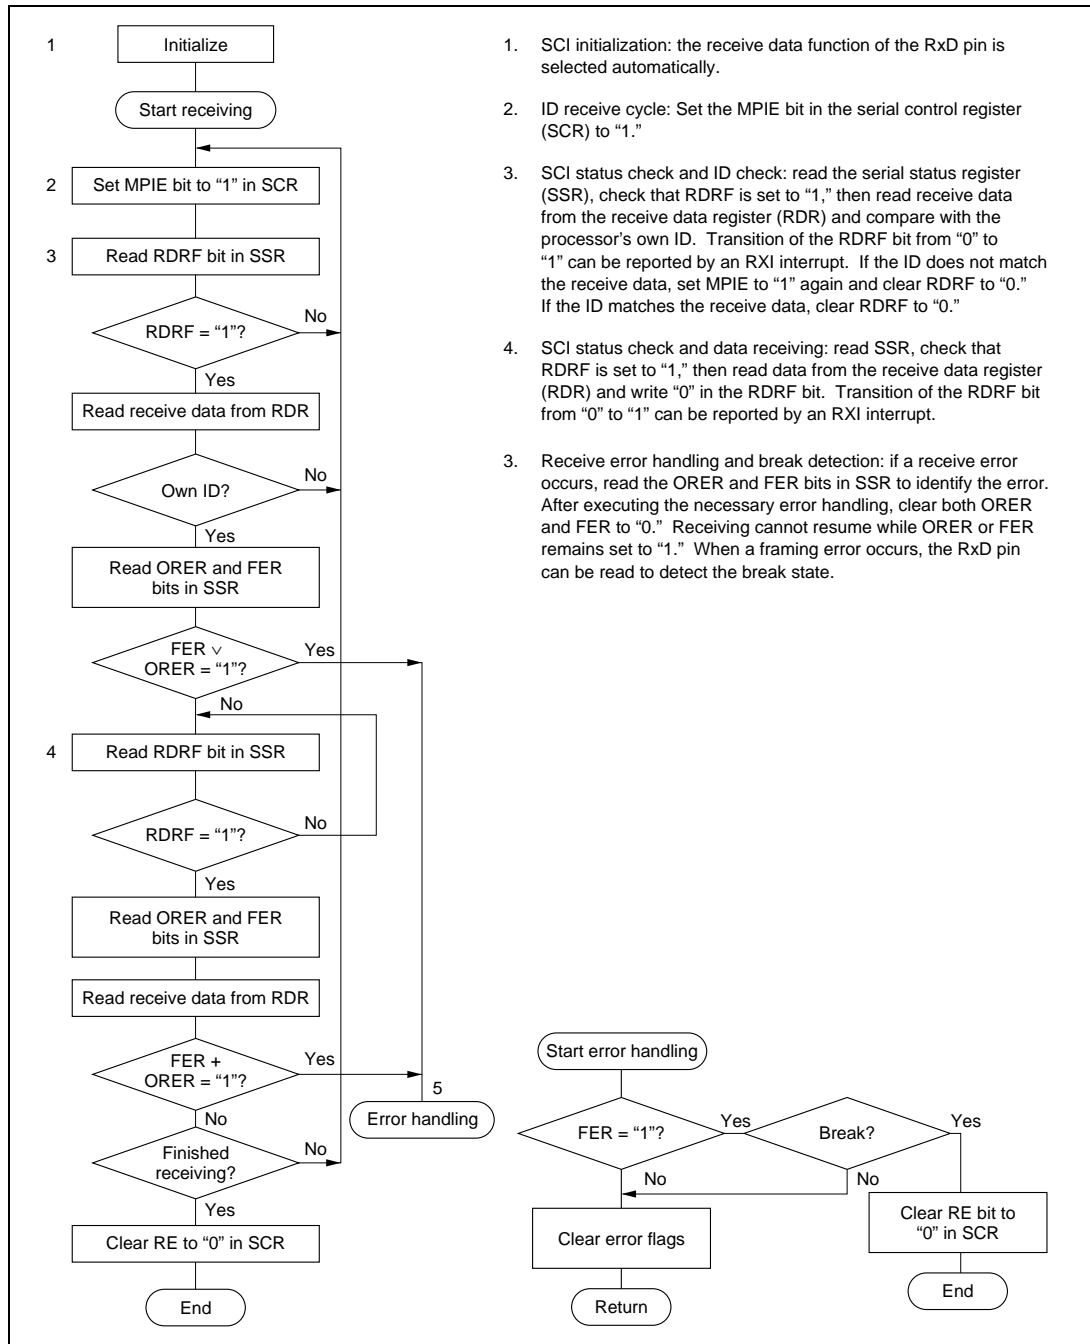 1
Initialize
Start receiving
2
Set MPIE bit to “1” in SCR
3
Read RDRF bit in SSR
RDRF = “1”?
No
Yes
Read receive data from RDR
Own ID?
No
Yes
Read ORER and FER
bits in SSR
FER ∨
ORER = “1”?
Yes
No
4
Read RDRF bit in SSR
RDRF = “1”?
No
Yes
Read ORER and FER
bits in SSR
Read receive data from RDR
FER +
ORER = “1”?
Yes
5
Error handling
No
Finished
receiving?
No
Yes
Clear RE to “0” in SCR
End
1. SCI initialization: the receive data function of the RxD pin is
selected automatically.
2. ID receive cycle: Set the MPIE bit in the serial control register
(SCR) to “1.”
3. SCI status check and ID check: read the serial status register
(SSR), check that RDRF is set to “1,” then read receive data
from the receive data register (RDR) and compare with the
processor’s own ID. Transition of the RDRF bit from “0” to
“1” can be reported by an RXI interrupt. If the ID does not match
the receive data, set MPIE to “1” again and clear RDRF to “0.”
If the ID matches the receive data, clear RDRF to “0.”
4. SCI status check and data receiving: read SSR, check that
RDRF is set to “1,” then read data from the receive data register
(RDR) and write “0” in the RDRF bit. Transition of the RDRF bit
from “0” to “1” can be reported by an RXI interrupt.
3. Receive error handling and break detection: if a receive error
occurs, read the ORER and FER bits in SSR to identify the error.
After executing the necessary error handling, clear both ORER
and FER to “0.” Receiving cannot resume while ORER or FER
remains set to “1.” When a framing error occurs, the RxD pin
can be read to detect the break state.
Start error handling
FER = “1”?
Yes
Break?
Yes
No
No
Clear error flags
Clear RE bit to
“0” in SCR
Return
End